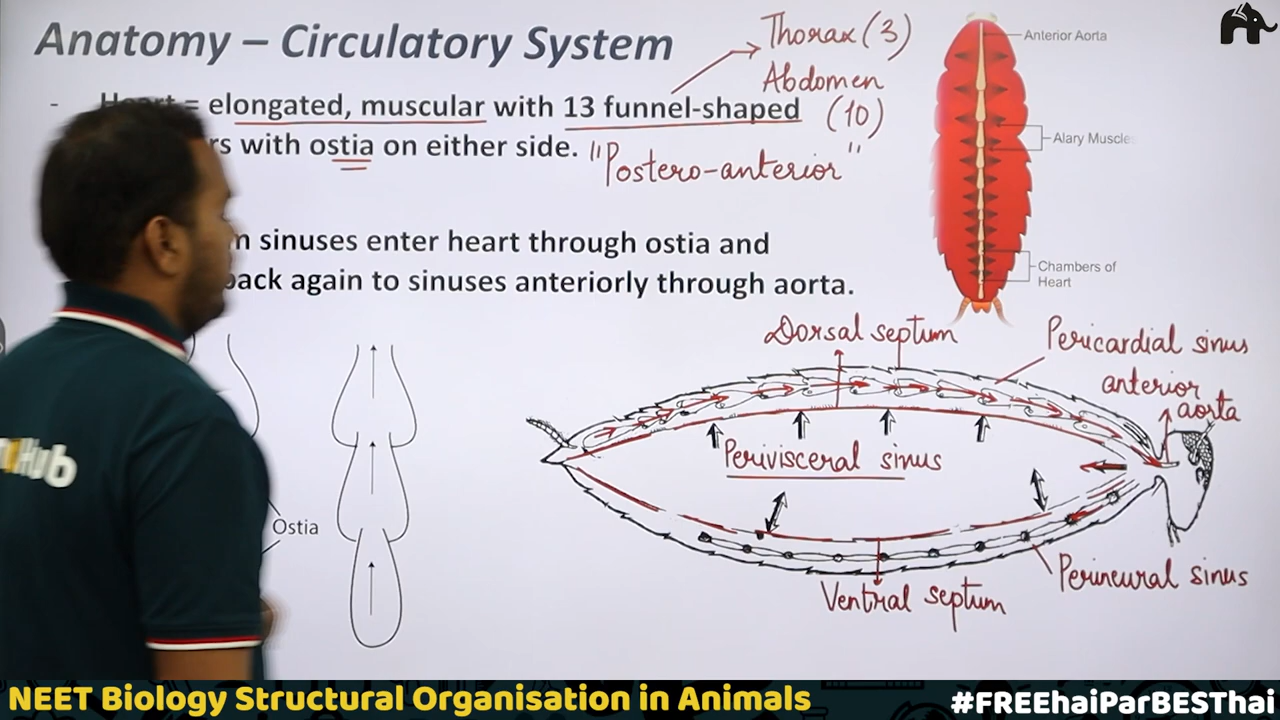 Anatomy – Circulatory System
Thorax (3)
Abdomen
(10)
- Heart = elongated, muscular with 13 funnel-shaped
with ostia on either side.
"Postero-anterior"
sinuses enter heart through ostia and
back again to sinuses anteriorly through aorta.
Anterior Aorta
Alary Muscle
Chambers of
Heart
Dorsal septum
Pericardial sinus
anterior
aorta
Perivisceral sinus
Ostia
Perineural sinus
Ventral septum
NEET Biology Structural Organisation in Animals
#FREEhaiParBESThai